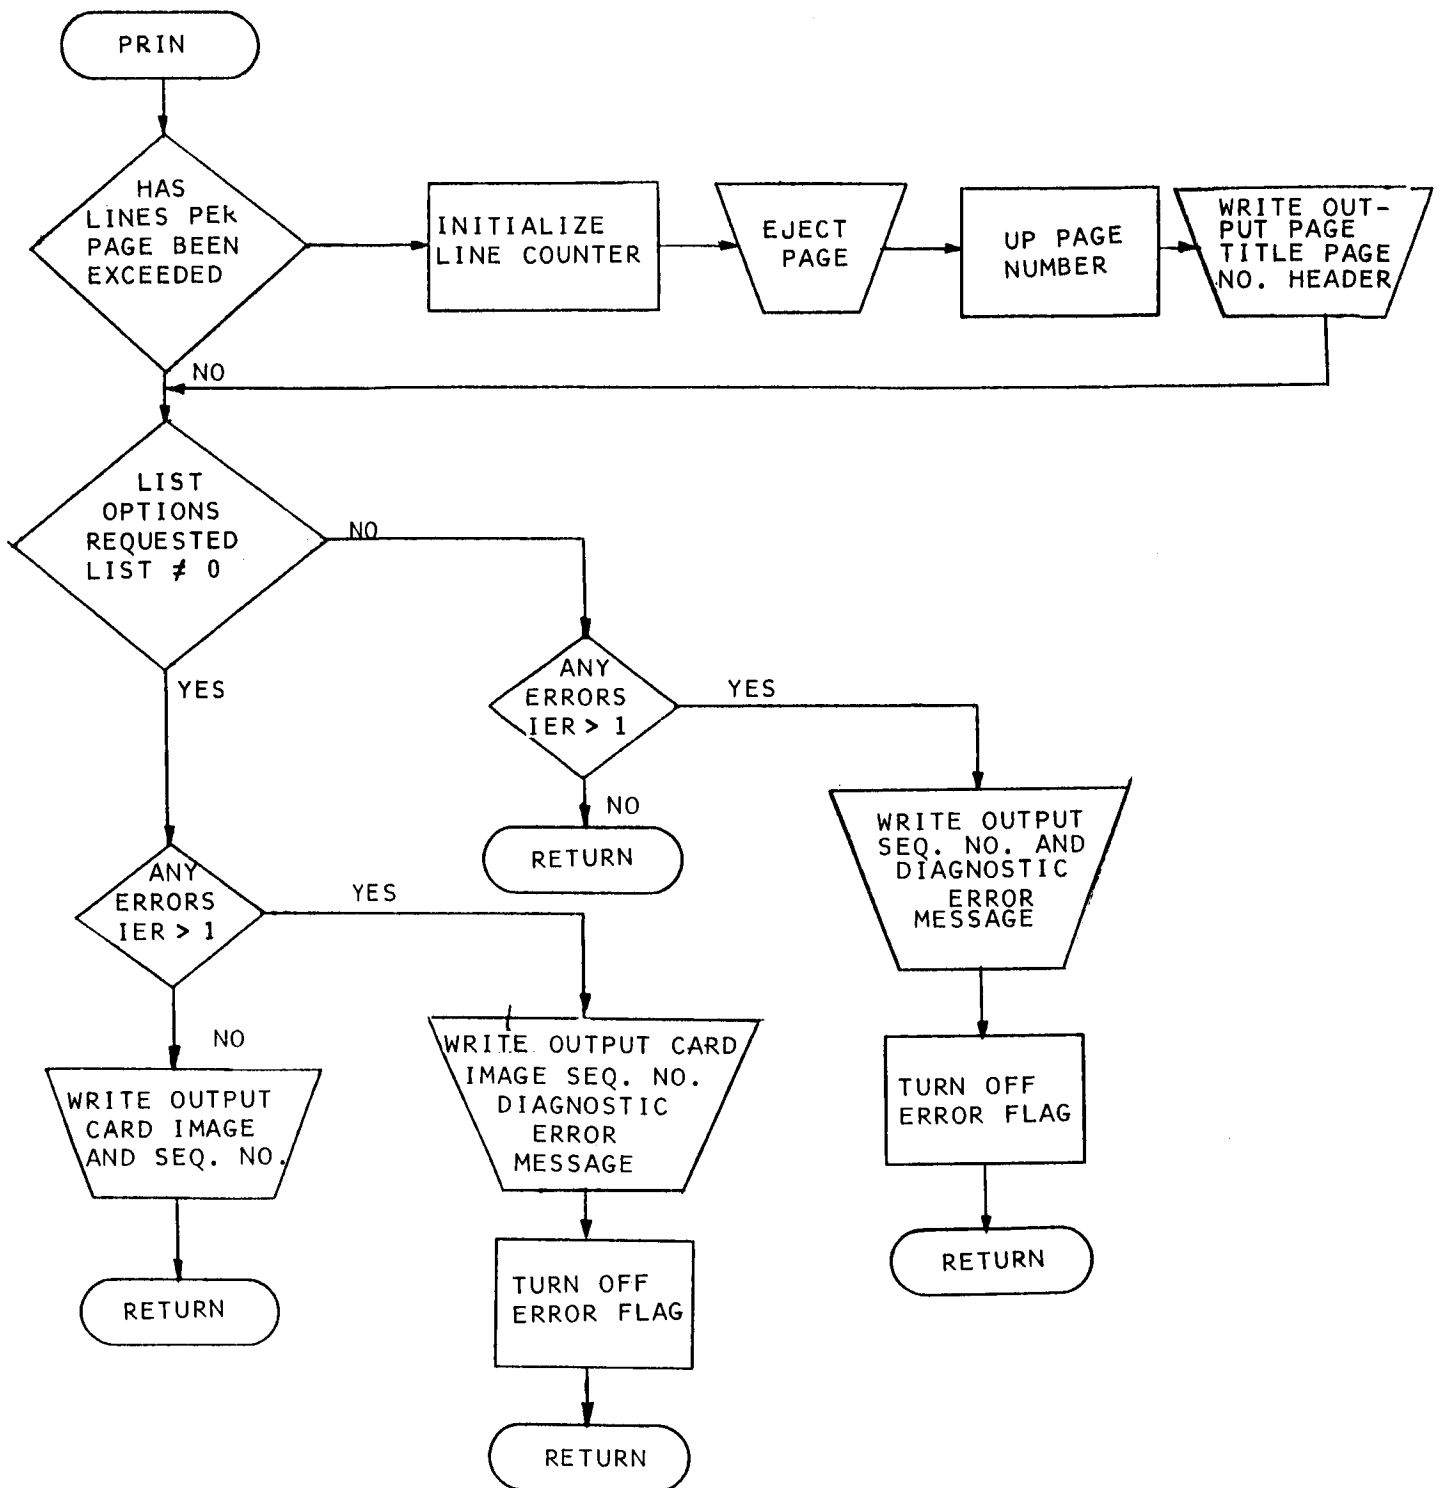 PRIN
HAS
LINES PER
PAGE BEEN
EXCEEDED
INITIALIZE
LINE COUNTER
EJECT
PAGE
UP PAGE
NUMBER
WRITE OUT-
PUT PAGE
TITLE PAGE
NO. HEADER
NO
LIST
OPTIONS
REQUESTED
LIST ≠ 0
NO
YES
ANY
ERRORS
IER > 1
YES
NO
RETURN
WRITE OUTPUT
SEQ. NO. AND
DIAGNOSTIC
ERROR
MESSAGE
TURN OFF
ERROR FLAG
RETURN
ANY
ERRORS
IER > 1
YES
NO
WRITE OUTPUT
CARD IMAGE
AND SEQ. NO.
RETURN
WRITE OUTPUT CARD
IMAGE SEQ. NO.
DIAGNOSTIC
ERROR
MESSAGE
TURN OFF
ERROR FLAG
RETURN